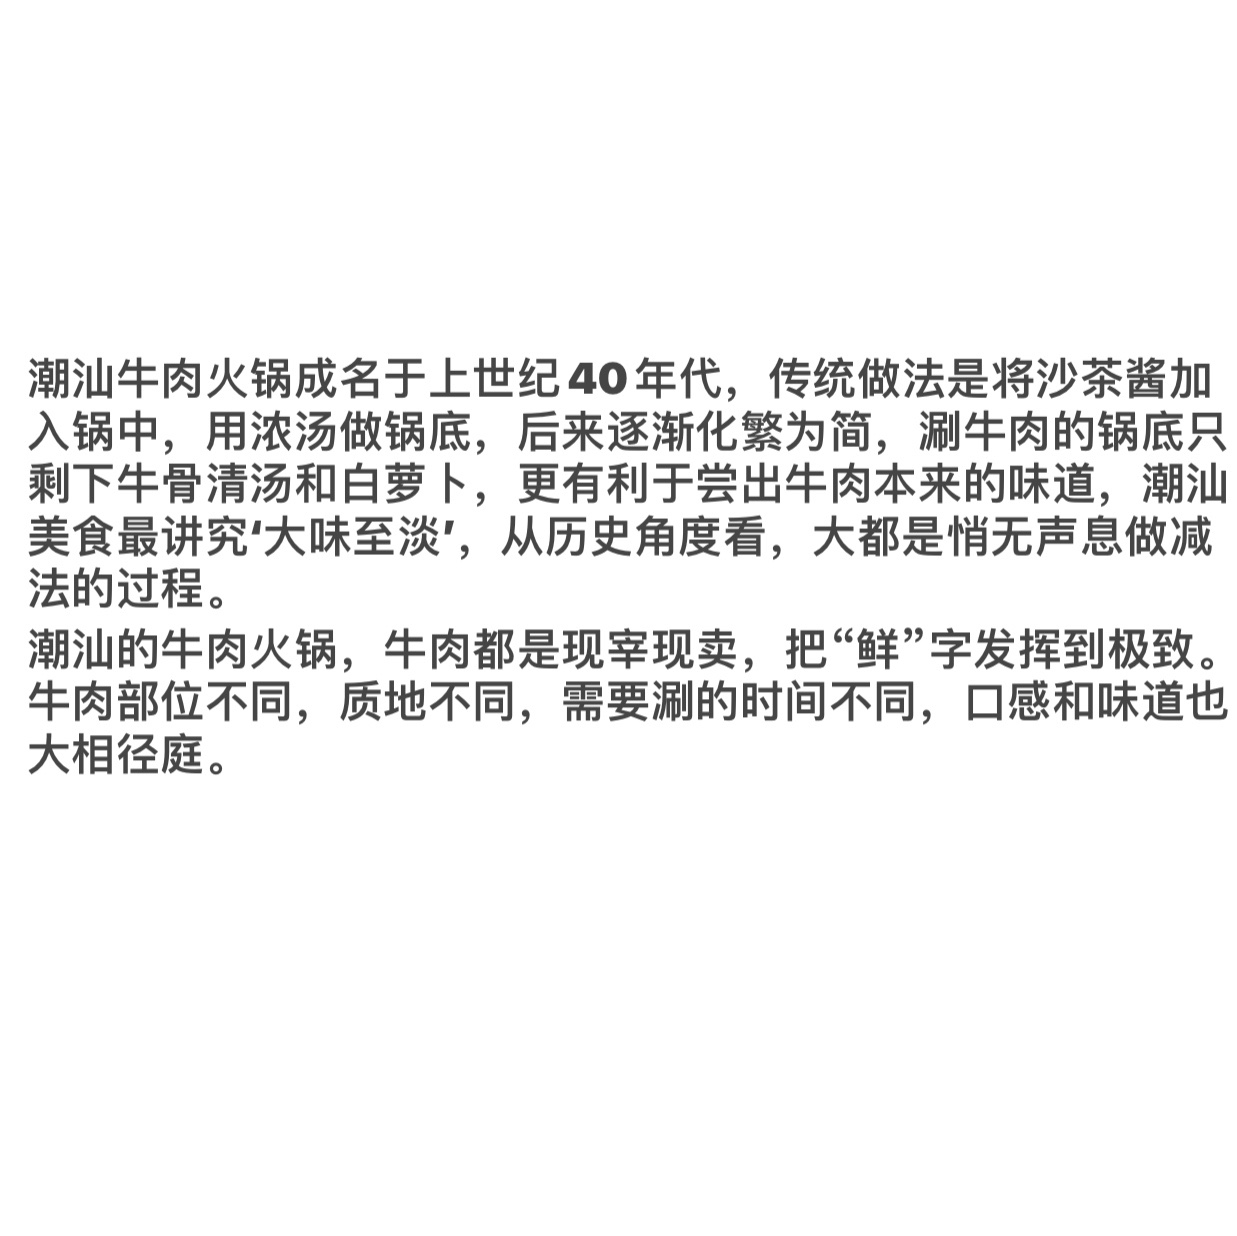 潮汕牛肉火锅成名于上世纪40年代，传统做法是将沙茶酱加
入锅中，用浓汤做锅底，后来逐渐化繁为简，涮牛肉的锅底只
剩下牛骨清汤和白萝卜，更有利于尝出牛肉本来的味道，潮汕
美食最讲究‘大味至淡’，从历史角度看，大都是悄无声息做减
法的过程。
潮汕的牛肉火锅，牛肉都是现宰现卖，把“鲜”字发挥到极致。
牛肉部位不同，质地不同，需要涮的时间不同，口感和味道也
大相径庭。